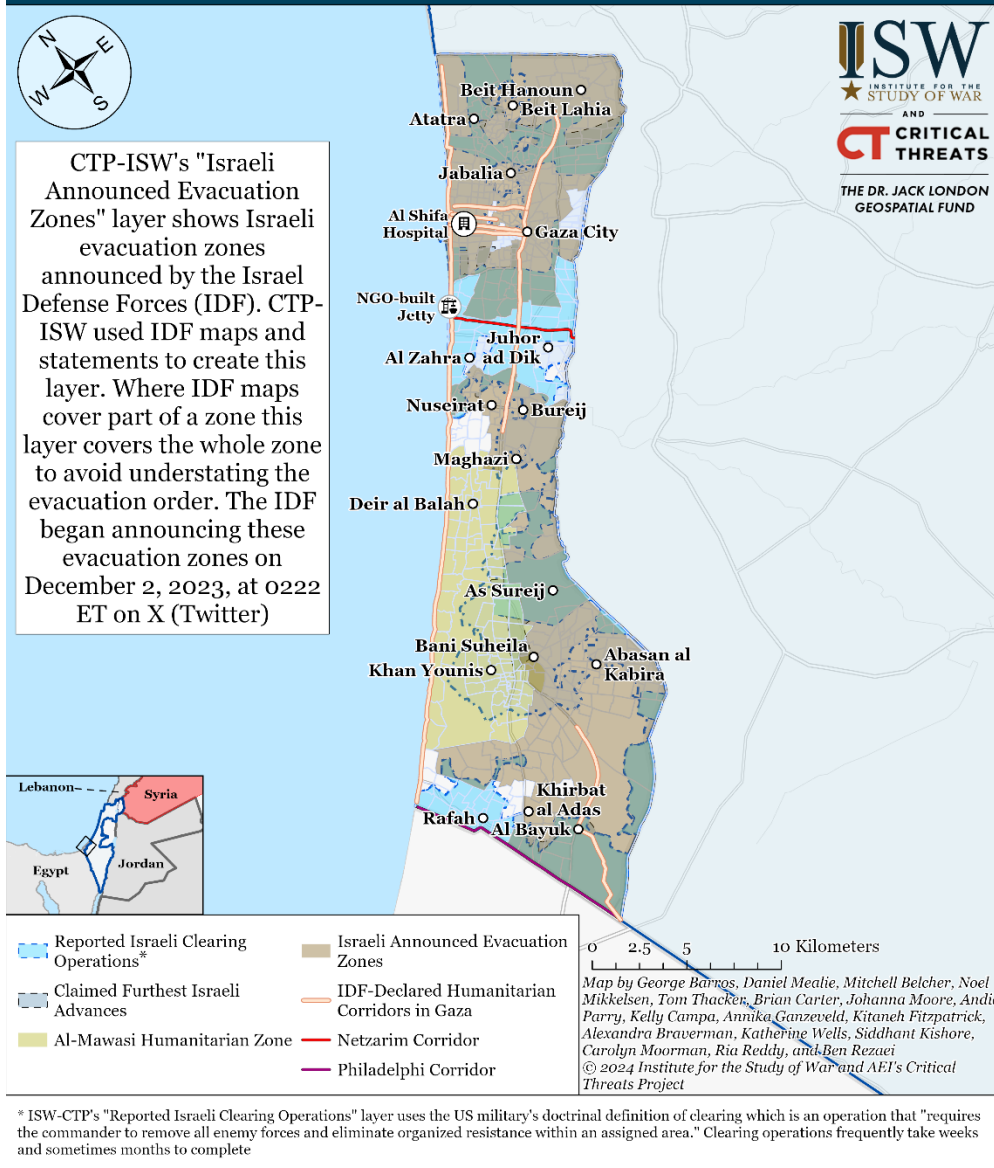 N
E
W
S
ISW
INSTITUTE FOR THE
STUDY OF WAR
AND
CT CRITICAL
THREATS
THE DR. JACK LONDON
GEOSPATIAL FUND
CTP-ISW's "Israeli
Announced Evacuation
Zones" layer shows Israeli
evacuation zones
announced by the Israel
Defense Forces (IDF). CTP-
ISW used IDF maps and
statements to create this
layer. Where IDF maps
cover part of a zone this
layer covers the whole
zone to avoid understating the
evacuation order. The IDF
began announcing these
evacuation zones on
December 2, 2023, at 0222
ET on X (Twitter)
Beit Hanoun
Beit Lahia
Atatra
Jabalia
Al Shifa
Hospital
Gaza City
NGO-built
Jetty
Juhor
ad Dik
Al Zahra
Nuseirat
Bureij
Maghazi
Deir al Balah
As Sureij
Bani Suheila
Abasan al
Kabira
Khan Younis
Khirbat
al Adas
Rafah
Al Bayuk
Lebanon
Syria
Egypt
Jordan
Reported Israeli Clearing
Operations*
Claimed Furthest Israeli
Advances
Al-Mawasi Humanitarian Zone
Israeli Announced Evacuation
Zones
IDF-Declared Humanitarian
Corridors in Gaza
Netzarim Corridor
Philadelphi Corridor
0 2.5 5 10 Kilometers
Map by George Barros, Daniel Mealie, Mitchell Belcher, Noel
Mikkelsen, Tom Thacker, Brian Carter, Johanna Moore, Andie
Parry, Kelly Campa, Annika Ganzeveld, Kitaneh Fitzpatrick,
Alexandra Braverman, Katherine Wells, Siddhant Kishore,
Carolyn Moorman, Ria Reddy, and Ben Rezaei
© 2024 Institute for the Study of War and AEI's Critical
Threats Project
* ISW-CTP's "Reported Israeli Clearing Operations" layer uses the US military's doctrinal definition of clearing which is an operation that "requires
the commander to remove all enemy forces and eliminate organized resistance within an assigned area." Clearing operations frequently take weeks
and sometimes months to complete